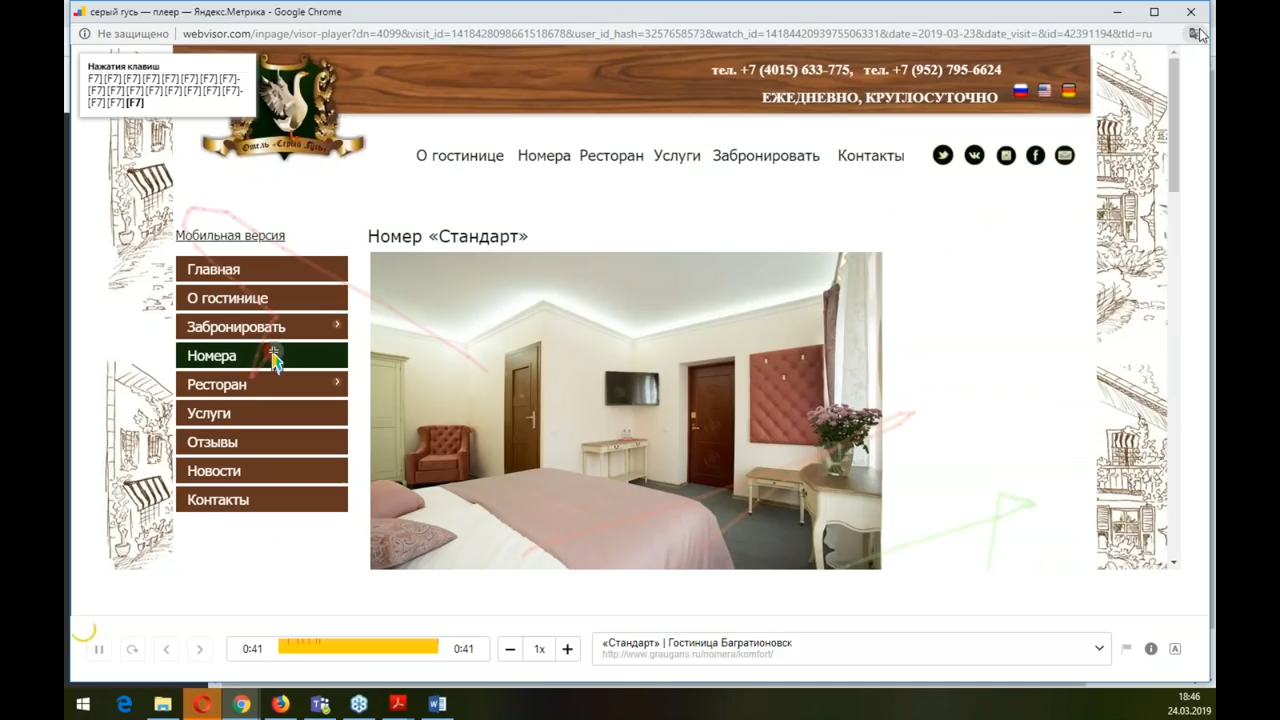 серый гусь — плеер — Яндекс.Метрика - Google Chrome
Не защищено webvisor.com/inpage/visor-player?dn=4099&visit_id=1418428098661518678&user_id_hash=3257658573&watch_id=1418442093975506331&date=2019-03-23&date_visit=&id=42391194&tld=ru
Нажатия клавиш
F7] [F7] [F7] [F7] [F7] [F7] [F7] [F7]-
[F7] [F7] [F7] [F7] [F7] [F7] [F7] [F7]-
[F7] [F7] [F7]
тел. +7 (4015) 633-775, тел. +7 (952) 795-6624
ЕЖЕДНЕВНО, КРУГЛОСУТОЧНО
Отель «Серый Гусь»
О гостинице Номера Ресторан Услуги Забронировать Контакты
Мобильная версия
Номер «Стандарт»
Главная
О гостинице
Забронировать
Номера
Ресторан
Услуги
Отзывы
Новости
Контакты
0:41
0:41
1x
«Стандарт» | Гостиница Багратионовск
http://www.graugans.ru/nomera/komfort/
A
18:46
24.03.2019